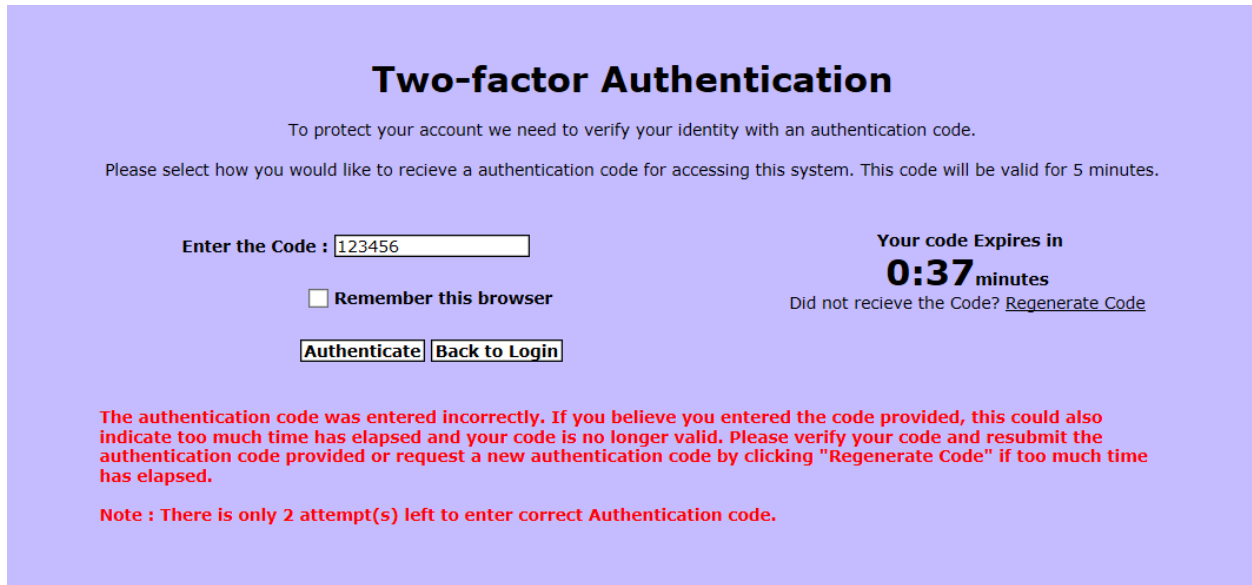 Two-factor Authentication
To protect your account we need to verify your identity with an authentication code.
Please select how you would like to recieve a authentication code for accessing this system. This code will be valid for 5 minutes.
Enter the Code : 123456
Remember this browser
Authenticate Back to Login
Your code Expires in
0:37 minutes
Did not recieve the Code? Regenerate Code
The authentication code was entered incorrectly. If you believe you entered the code provided, this could also
indicate too much time has elapsed and your code is no longer valid. Please verify your code and resubmit the
authentication code provided or request a new authentication code by clicking "Regenerate Code" if too much time
has elapsed.
Note : There is only 2 attempt(s) left to enter correct Authentication code.